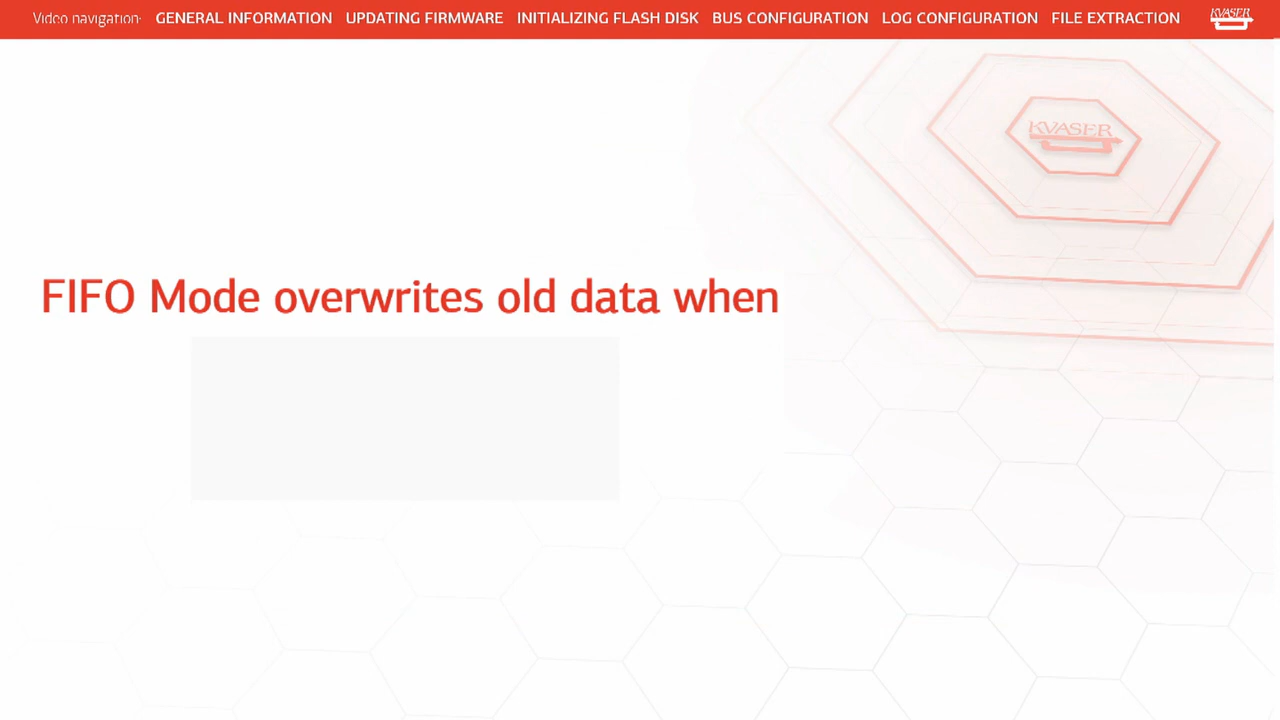 Video navigation: GENERAL INFORMATION UPDATING FIRMWARE INITIALIZING FLASH DISK BUS CONFIGURATION LOG CONFIGURATION FILE EXTRACTION KVASER
KVASER
FIFO Mode overwrites old data when